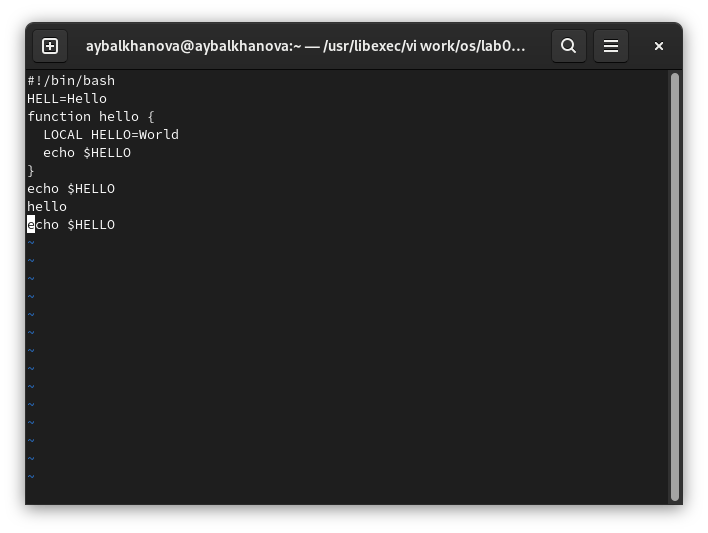 aybalkhanova@aybalkhanova:~ — /usr/libexec/vi work/os/lab0…
#!/bin/bash
HELL=Hello
function hello {
  LOCAL HELLO=World
  echo $HELLO
}
echo $HELLO
hello
echo $HELLO
~
~
~
~
~
~
~
~
~
~
~
~
~
~